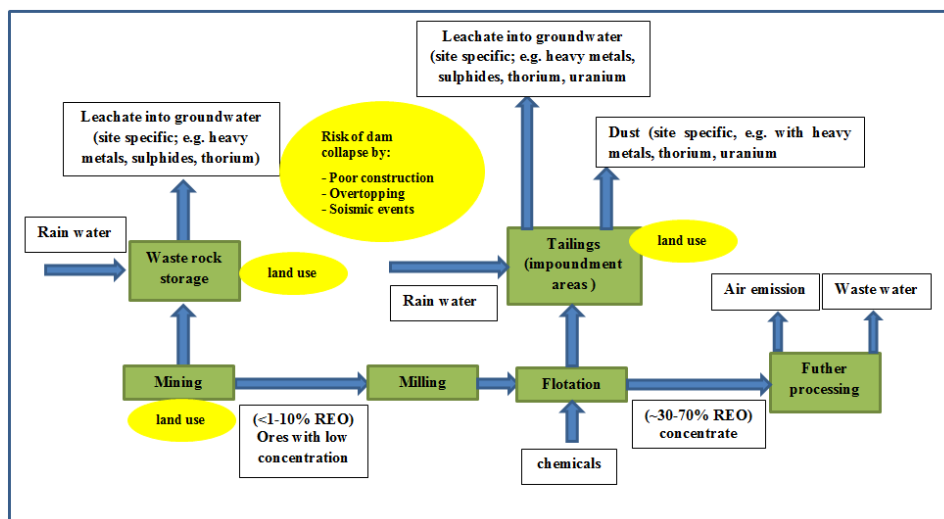 Leachate into groundwater
(site specific; e.g. heavy metals,
sulphides, thorium, uranium
Leachate into groundwater
(site specific; e.g. heavy
metals, sulphides, thorium)
Risk of dam
collapse by:
- Poor construction
- Overtopping
- Seismic events
Dust (site specific, e.g. with heavy
metals, thorium, uranium
Rain water
Waste rock
storage
land use
Tailings
(impoundment
areas )
land use
Rain water
Air emission
Waste water
Mining
land use
Milling
Flotation
Futher
processing
(<1-10% REO)
Ores with low
concentration
(~30-70% REO)
concentrate
chemicals